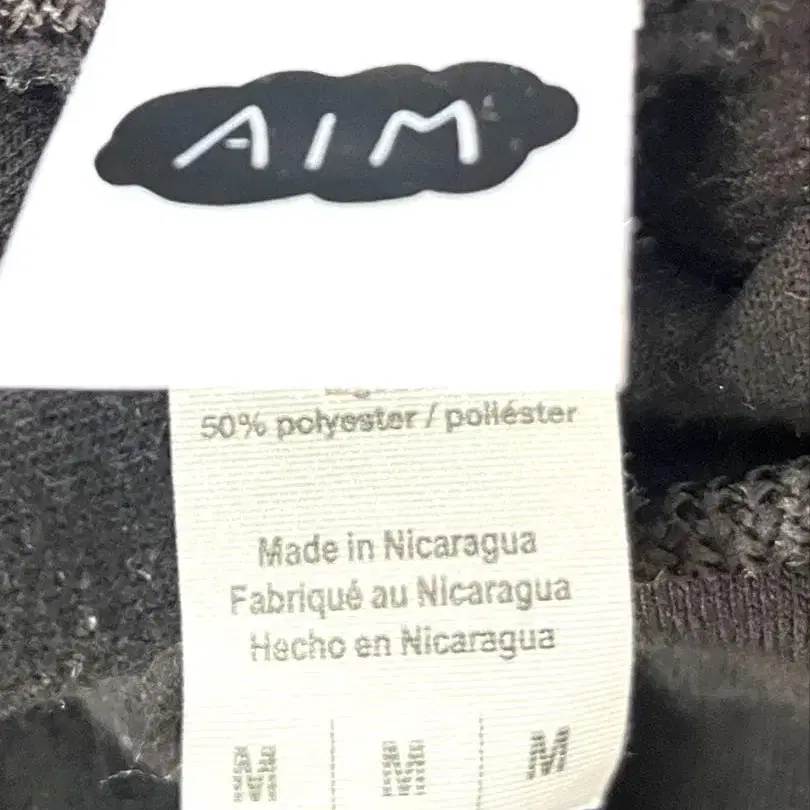 AIM
50% polyester / poliéster
Made in Nicaragua
Fabriqué au Nicaragua
Hecho en Nicaragua
M M M